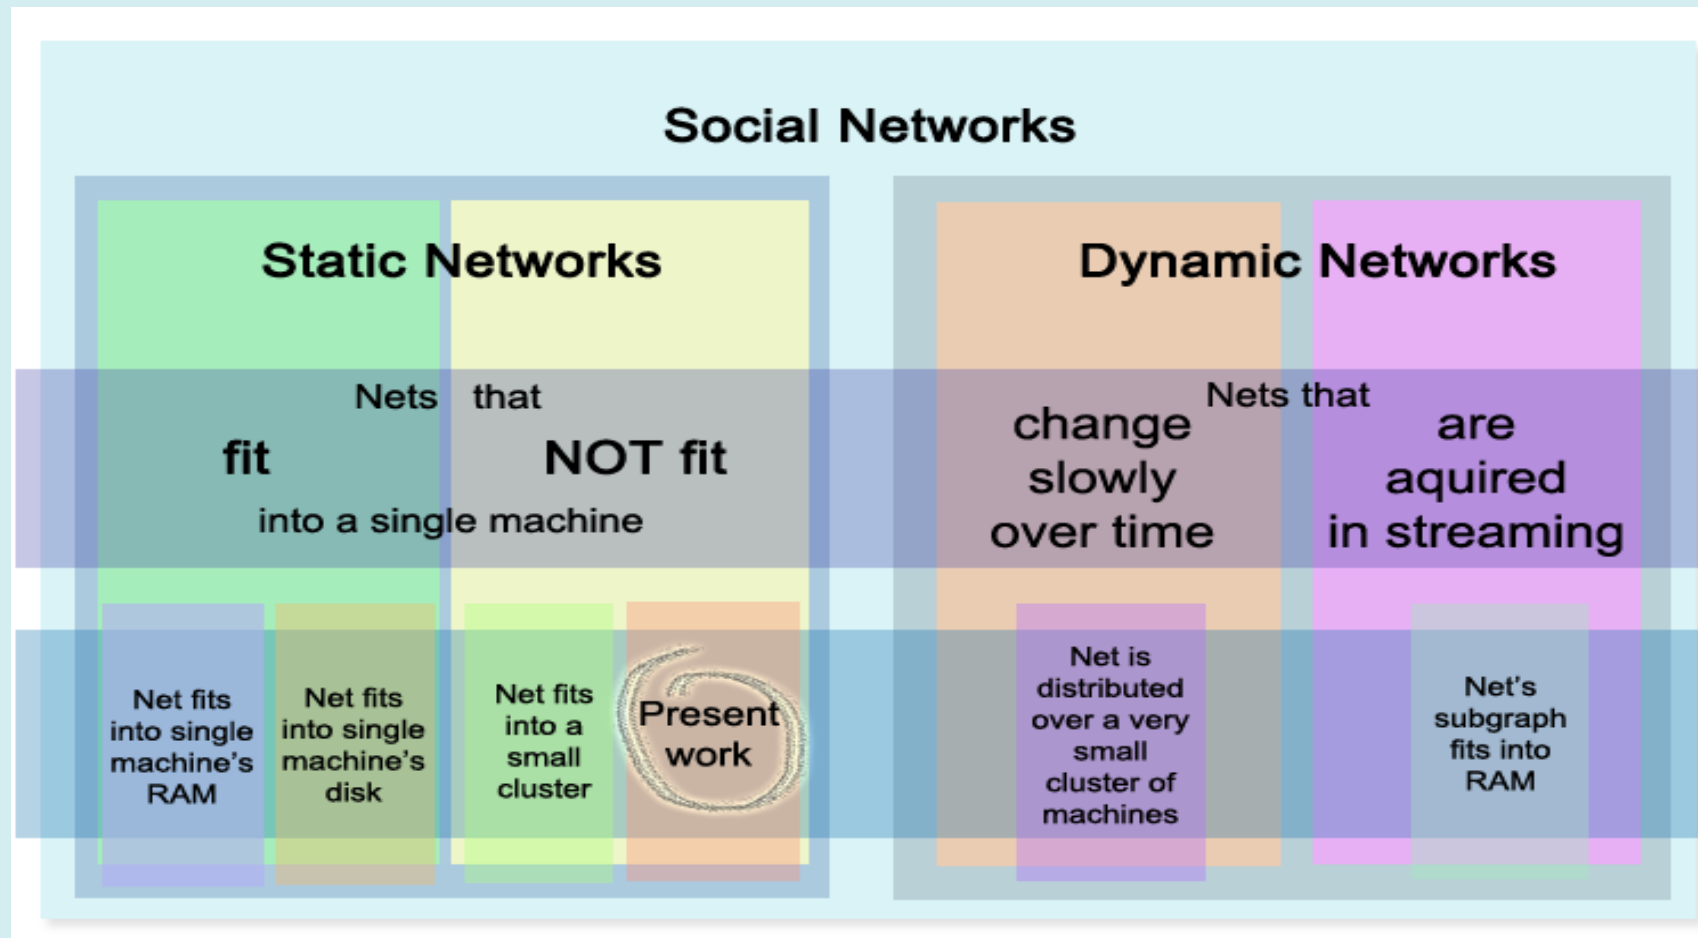 Social Networks
Static Networks
Nets that
fit
NOT fit
into a single machine
Net fits
into single
machine's
RAM
Net fits
into single
machine's
disk
Net fits
into a
small
cluster
Present
work
Dynamic Networks
Nets that
change
slowly
over time
are
aquired
in streaming
Net is
distributed
over a very
small
cluster of
machines
Net's
subgraph
fits into
RAM